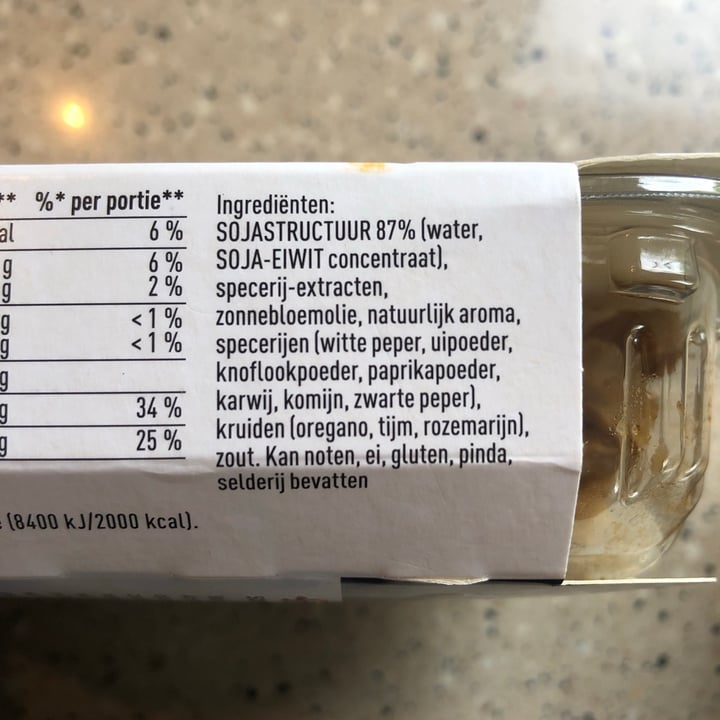 ** %* per portie**
al 6 %
g 6 %
g 2 %
g < 1 %
g < 1 %
g
g 34 %
g 25 %
(8400 kJ/2000 kcal).
Ingrediënten:
SOJASTRUCTUUR 87% (water,
SOJA-EIWIT concentraat),
specerij-extracten,
zonnebloemolie, natuurlijk aroma,
specerijen (witte peper, uipoeder,
knoflookpoeder, paprikapoeder,
karwij, komijn, zwarte peper),
kruiden (oregano, tijm, rozemarijn),
zout. Kan noten, ei, gluten, pinda,
selderij bevatten